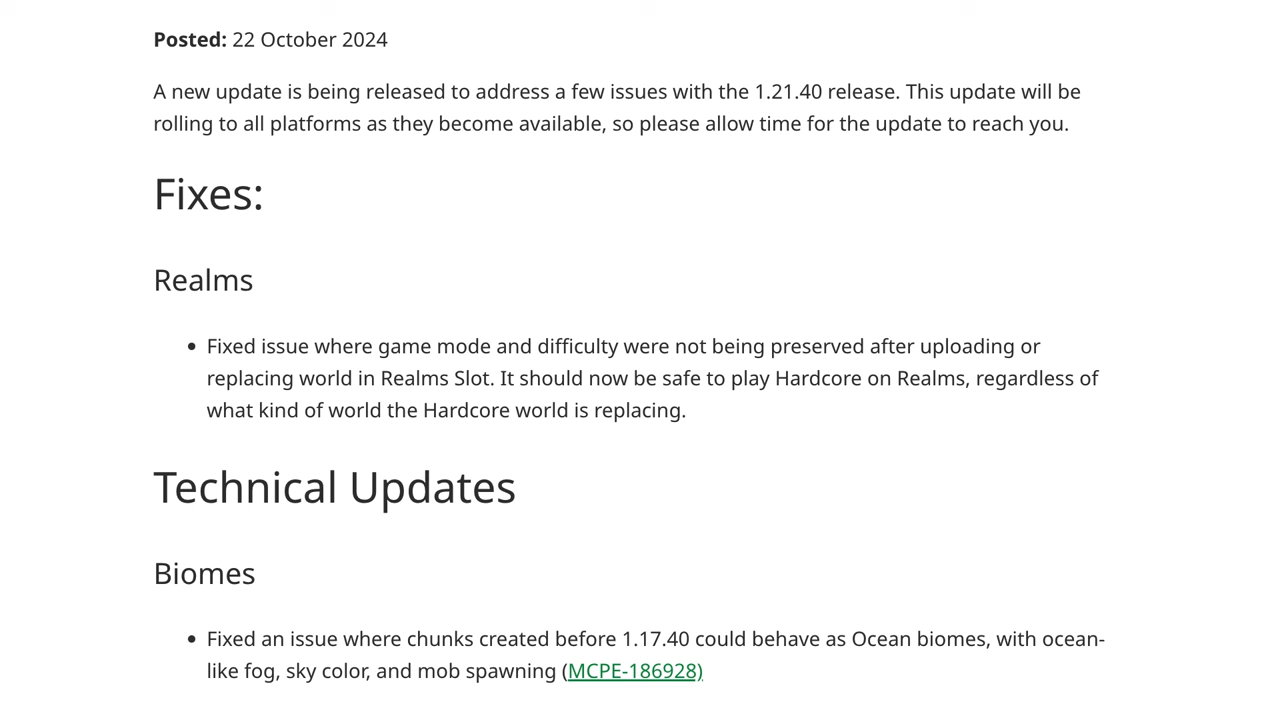 Posted: 22 October 2024
A new update is being released to address a few issues with the 1.21.40 release. This update will be
rolling to all platforms as they become available, so please allow time for the update to reach you.
Fixes:
Realms
• Fixed issue where game mode and difficulty were not being preserved after uploading or
replacing world in Realms Slot. It should now be safe to play Hardcore on Realms, regardless of
what kind of world the Hardcore world is replacing.
Technical Updates
Biomes
• Fixed an issue where chunks created before 1.17.40 could behave as Ocean biomes, with ocean-
like fog, sky color, and mob spawning (MCPE-186928)